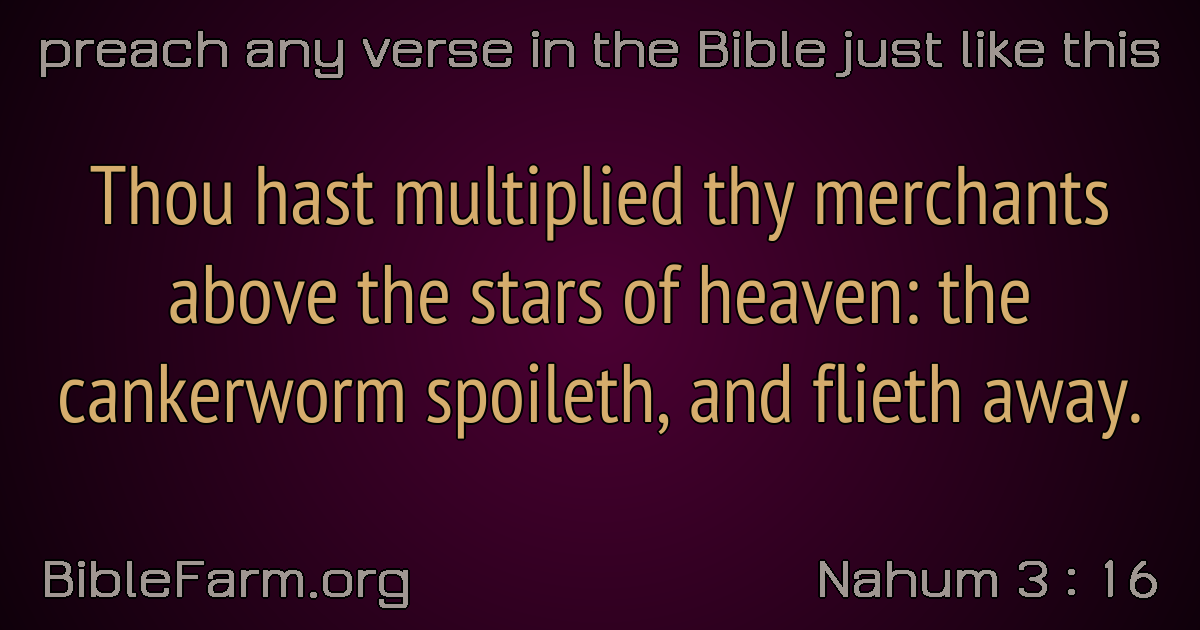 preach any verse in the Bible just like this
Thou hast multiplied thy merchants
above the stars of heaven: the
cankerworm spoileth, and flieth away.
BibleFarm.org
Nahum 3 : 16